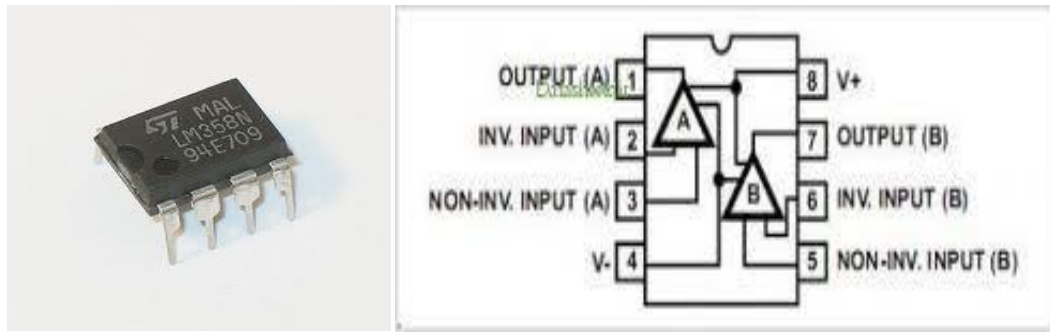 ST MAL
LM358N
94E709
OUTPUT (A) 1
INV. INPUT (A) 2
NON-INV. INPUT (A) 3
V- 4
A
B
8 V+
7 OUTPUT (B)
6 INV. INPUT (B)
5 NON-INV. INPUT (B)